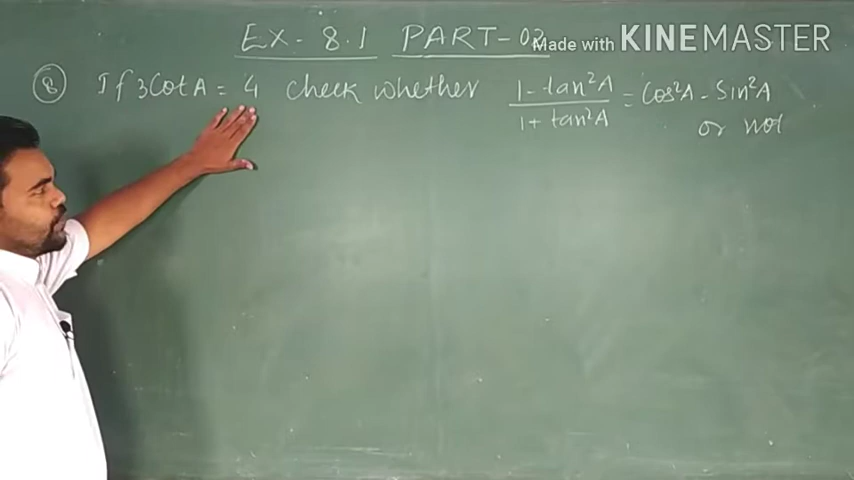 EX - 8.1 PART - 02
Made with KINEMASTER
8 If 3CotA = 4 check whether 1 - tan²A / 1 + tan²A = Cos²A - Sin²A
or not